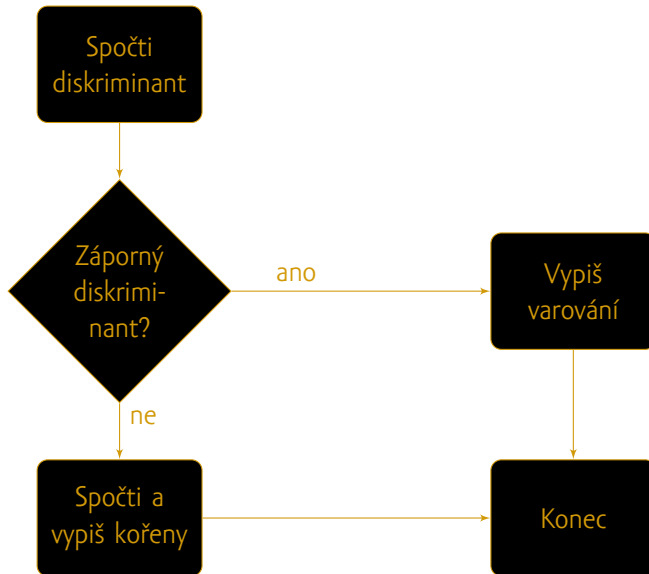 Spočti
diskriminant
Záporný
diskrimi-
nant?
ano
Vypiš
varování
ne
Spočti a
vypiš kořeny
Konec